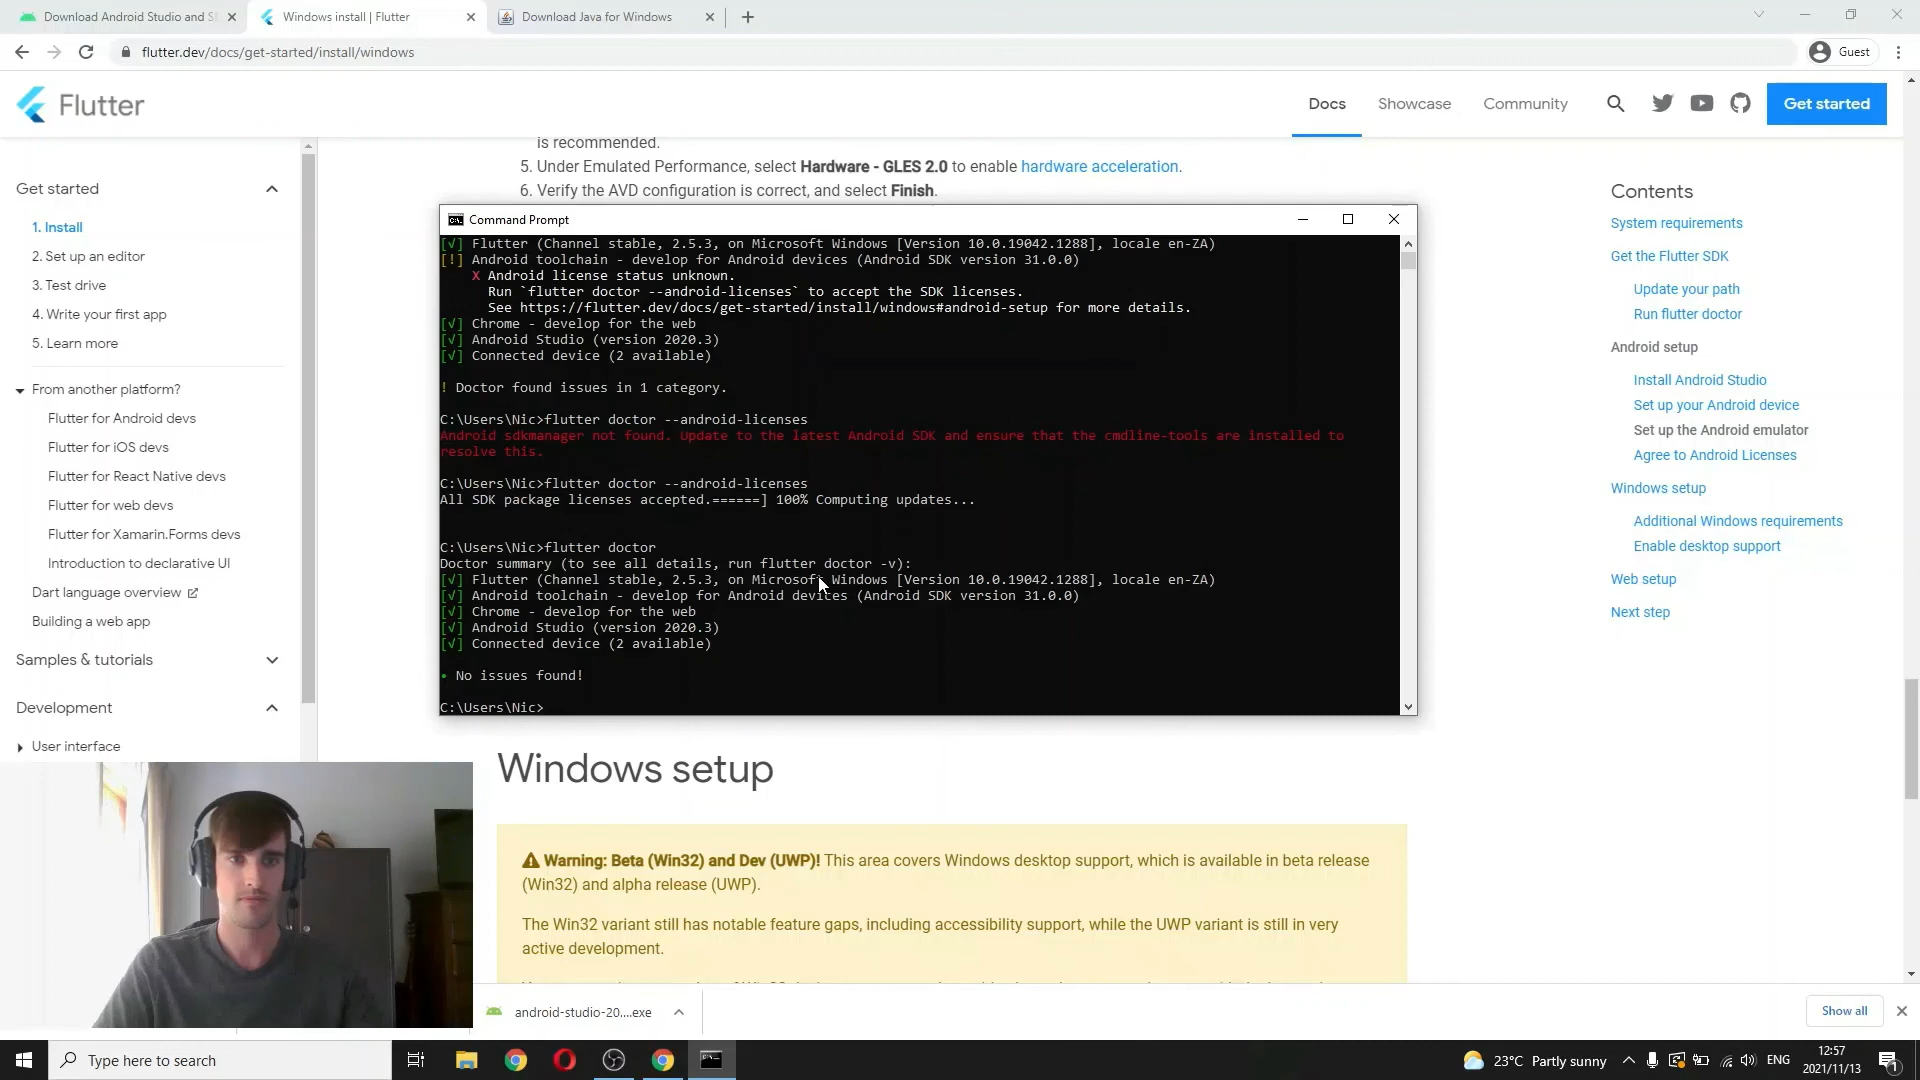 Download Android Studio and S
Windows install | Flutter
Download Java for Windows
flutter.dev/docs/get-started/install/windows
Guest
Flutter
Docs
Showcase
Community
Get started
Get started
1. Install
2. Set up an editor
3. Test drive
4. Write your first app
5. Learn more
From another platform?
Flutter for Android devs
Flutter for iOS devs
Flutter for React Native devs
Flutter for web devs
Flutter for Xamarin.Forms devs
Introduction to declarative UI
Dart language overview
Building a web app
Samples & tutorials
Development
User interface
is recommended.
5. Under Emulated Performance, select Hardware - GLES 2.0 to enable hardware acceleration.
6. Verify the AVD configuration is correct, and select Finish.
Command Prompt
[√] Flutter (Channel stable, 2.5.3, on Microsoft Windows [Version 10.0.19042.1288], locale en-ZA)
[!] Android toolchain - develop for Android devices (Android SDK version 31.0.0)
X Android license status unknown.
Run `flutter doctor --android-licenses` to accept the SDK licenses.
See https://flutter.dev/docs/get-started/install/windows#android-setup for more details.
[√] Chrome - develop for the web
[√] Android Studio (version 2020.3)
[√] Connected device (2 available)
! Doctor found issues in 1 category.
C:\Users\Nic>flutter doctor --android-licenses
Android sdkmanager not found. Update to the latest Android SDK and ensure that the cmdline-tools are installed to
resolve this.
C:\Users\Nic>flutter doctor --android-licenses
All SDK package licenses accepted.======] 100% Computing updates...
C:\Users\Nic>flutter doctor
Doctor summary (to see all details, run flutter doctor -v):
[√] Flutter (Channel stable, 2.5.3, on Microsoft Windows [Version 10.0.19042.1288], locale en-ZA)
[√] Android toolchain - develop for Android devices (Android SDK version 31.0.0)
[√] Chrome - develop for the web
[√] Android Studio (version 2020.3)
[√] Connected device (2 available)
• No issues found!
C:\Users\Nic>
Windows setup
Warning: Beta (Win32) and Dev (UWP)! This area covers Windows desktop support, which is available in beta release
(Win32) and alpha release (UWP).
The Win32 variant still has notable feature gaps, including accessibility support, while the UWP variant is still in very
active development.
Contents
System requirements
Get the Flutter SDK
Update your path
Run flutter doctor
Android setup
Install Android Studio
Set up your Android device
Set up the Android emulator
Agree to Android Licenses
Windows setup
Additional Windows requirements
Enable desktop support
Web setup
Next step
android-studio-20....exe
Show all
Type here to search
23°C Partly sunny
ENG
12:57
2021/11/13
1